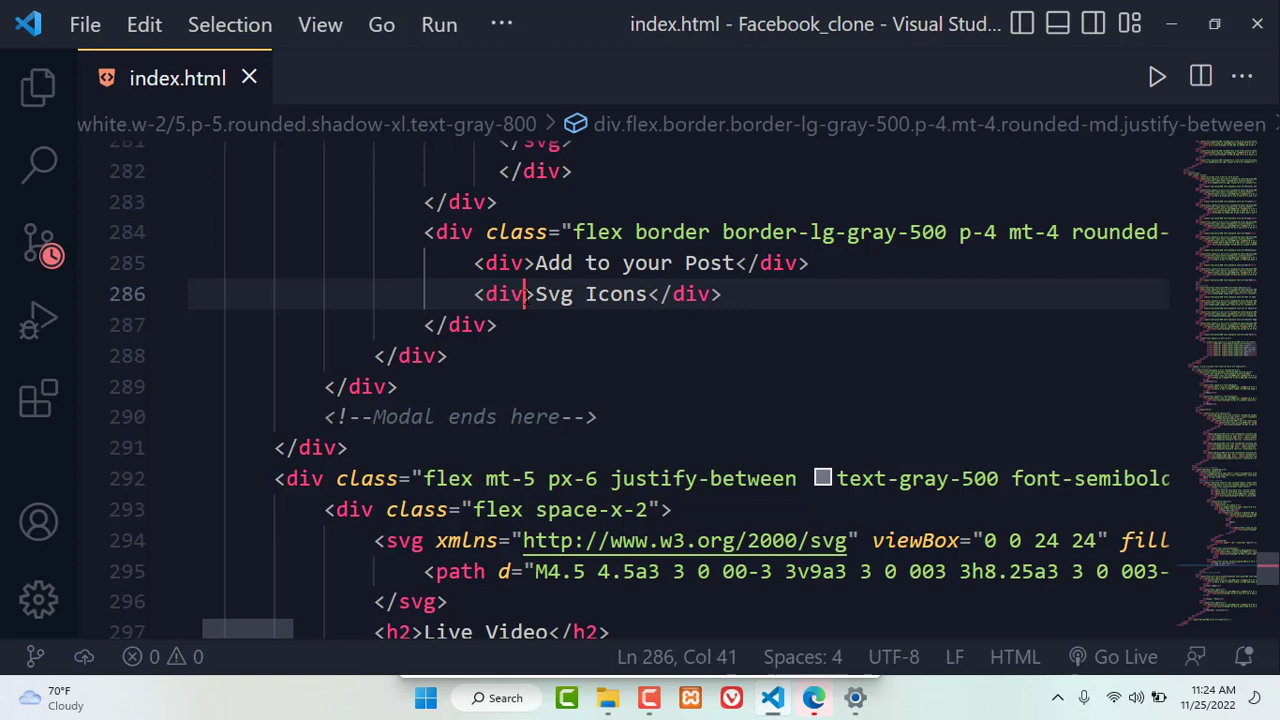 File Edit Selection View Go Run ··· index.html - Facebook_clone - Visual Stud...
index.html
white.w-2/5.p-5.rounded.shadow-xl.text-gray-800 > div.flex.border.border-lg-gray-500.p-4.mt-4.rounded-md.justify-between
281 </svg>
282 </div>
283 </div>
284 <div class="flex border border-lg-gray-500 p-4 mt-4 rounded-
285 <div>Add to your Post</div>
286 <div>Svg Icons</div>
287 </div>
288 </div>
289 </div>
290 <!--Modal ends here-->
291 </div>
292 <div class="flex mt-5 px-6 justify-between text-gray-500 font-semibold
293 <div class="flex space-x-2">
294 <svg xmlns="http://www.w3.org/2000/svg" viewBox="0 0 24 24" fill
295 <path d="M4.5 4.5a3 3 0 00-3 3v9a3 3 0 003 3h8.25a3 3 0 003-
296 </svg>
297 <h2>Live Video</h2>
0 0 Ln 286, Col 41 Spaces: 4 UTF-8 LF HTML Go Live
70°F
Cloudy
Search
11:24 AM
11/25/2022